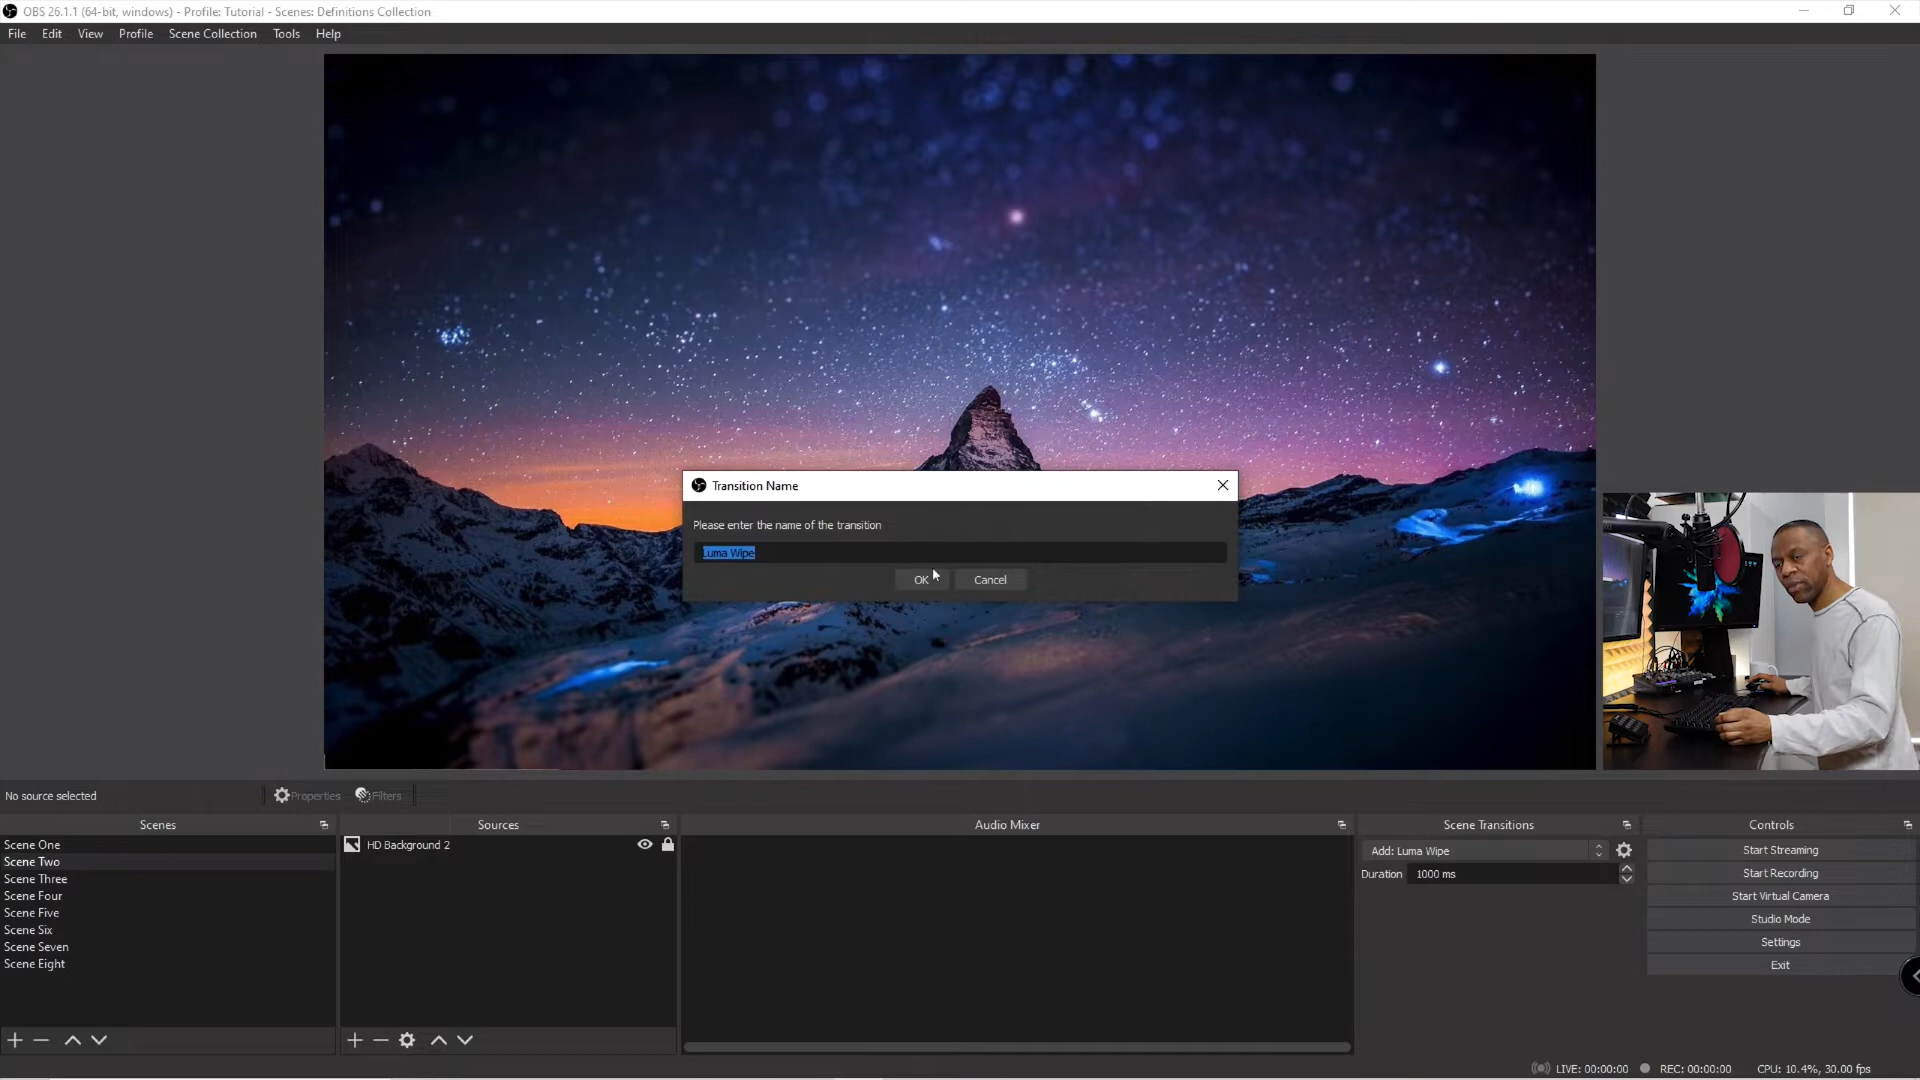 OBS 26.1.1 (64-bit, windows) - Profile: Tutorial - Scenes: Definitions Collection
File Edit View Profile Scene Collection Tools Help
Transition Name
Please enter the name of the transition
Luma Wipe
OK Cancel
No source selected Properties Filters
Scenes Sources Audio Mixer Scene Transitions Controls
Scene One
Scene Two
Scene Three
Scene Four
Scene Five
Scene Six
Scene Seven
Scene Eight
HD Background 2
Add: Luma Wipe
Duration 1000 ms
Start Streaming
Start Recording
Start Virtual Camera
Studio Mode
Settings
Exit
LIVE: 00:00:00 REC: 00:00:00 CPU: 10.4%, 30.00 fps